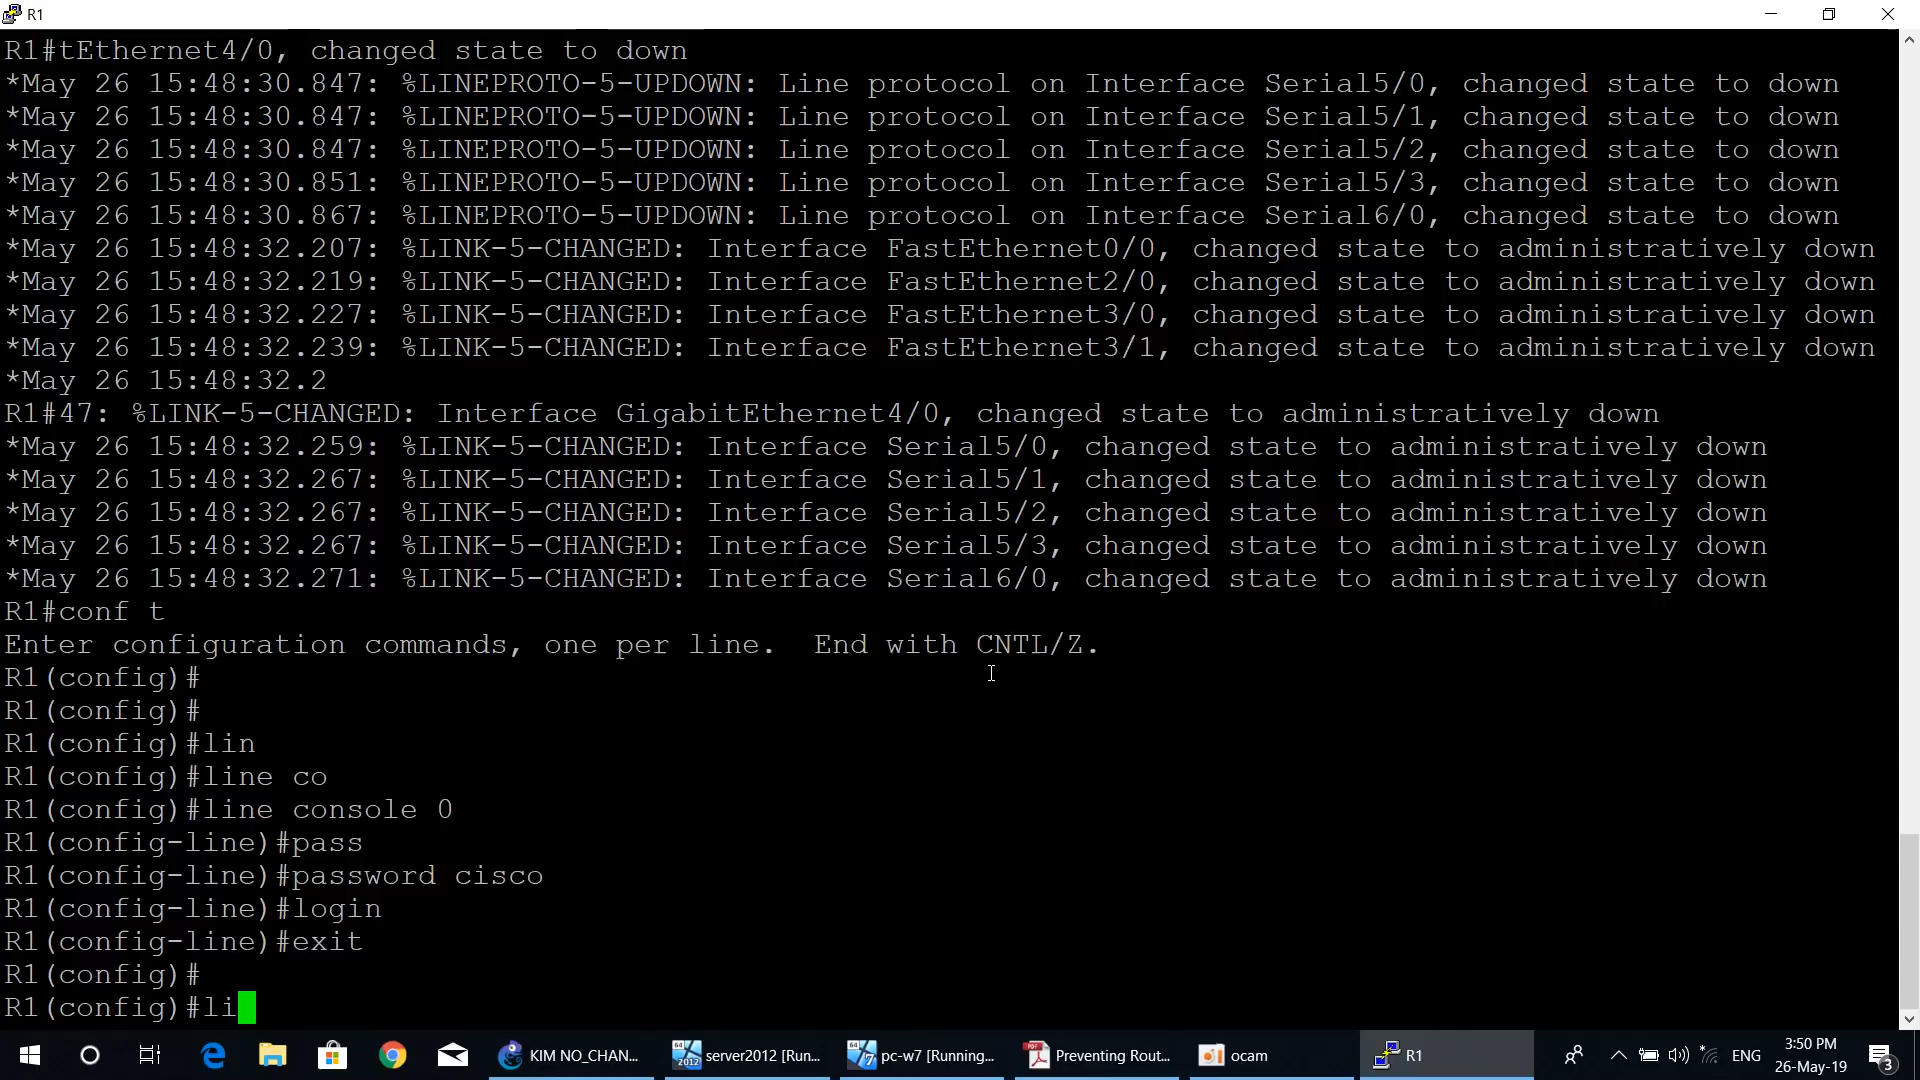 R1
R1#tEthernet4/0, changed state to down
*May 26 15:48:30.847: %LINEPROTO-5-UPDOWN: Line protocol on Interface Serial5/0, changed state to down
*May 26 15:48:30.847: %LINEPROTO-5-UPDOWN: Line protocol on Interface Serial5/1, changed state to down
*May 26 15:48:30.847: %LINEPROTO-5-UPDOWN: Line protocol on Interface Serial5/2, changed state to down
*May 26 15:48:30.851: %LINEPROTO-5-UPDOWN: Line protocol on Interface Serial5/3, changed state to down
*May 26 15:48:30.867: %LINEPROTO-5-UPDOWN: Line protocol on Interface Serial6/0, changed state to down
*May 26 15:48:32.207: %LINK-5-CHANGED: Interface FastEthernet0/0, changed state to administratively down
*May 26 15:48:32.219: %LINK-5-CHANGED: Interface FastEthernet2/0, changed state to administratively down
*May 26 15:48:32.227: %LINK-5-CHANGED: Interface FastEthernet3/0, changed state to administratively down
*May 26 15:48:32.239: %LINK-5-CHANGED: Interface FastEthernet3/1, changed state to administratively down
*May 26 15:48:32.2
R1#47: %LINK-5-CHANGED: Interface GigabitEthernet4/0, changed state to administratively down
*May 26 15:48:32.259: %LINK-5-CHANGED: Interface Serial5/0, changed state to administratively down
*May 26 15:48:32.267: %LINK-5-CHANGED: Interface Serial5/1, changed state to administratively down
*May 26 15:48:32.267: %LINK-5-CHANGED: Interface Serial5/2, changed state to administratively down
*May 26 15:48:32.267: %LINK-5-CHANGED: Interface Serial5/3, changed state to administratively down
*May 26 15:48:32.271: %LINK-5-CHANGED: Interface Serial6/0, changed state to administratively down
R1#conf t
Enter configuration commands, one per line.  End with CNTL/Z.
R1(config)#
R1(config)#
R1(config)#lin
R1(config)#line co
R1(config)#line console 0
R1(config-line)#pass
R1(config-line)#password cisco
R1(config-line)#login
R1(config-line)#exit
R1(config)#
R1(config)#li
KIM NO_CHAN... server2012 [Run... pc-w7 [Running... Preventing Rout... ocam R1 ENG 3:50 PM
26-May-19 3